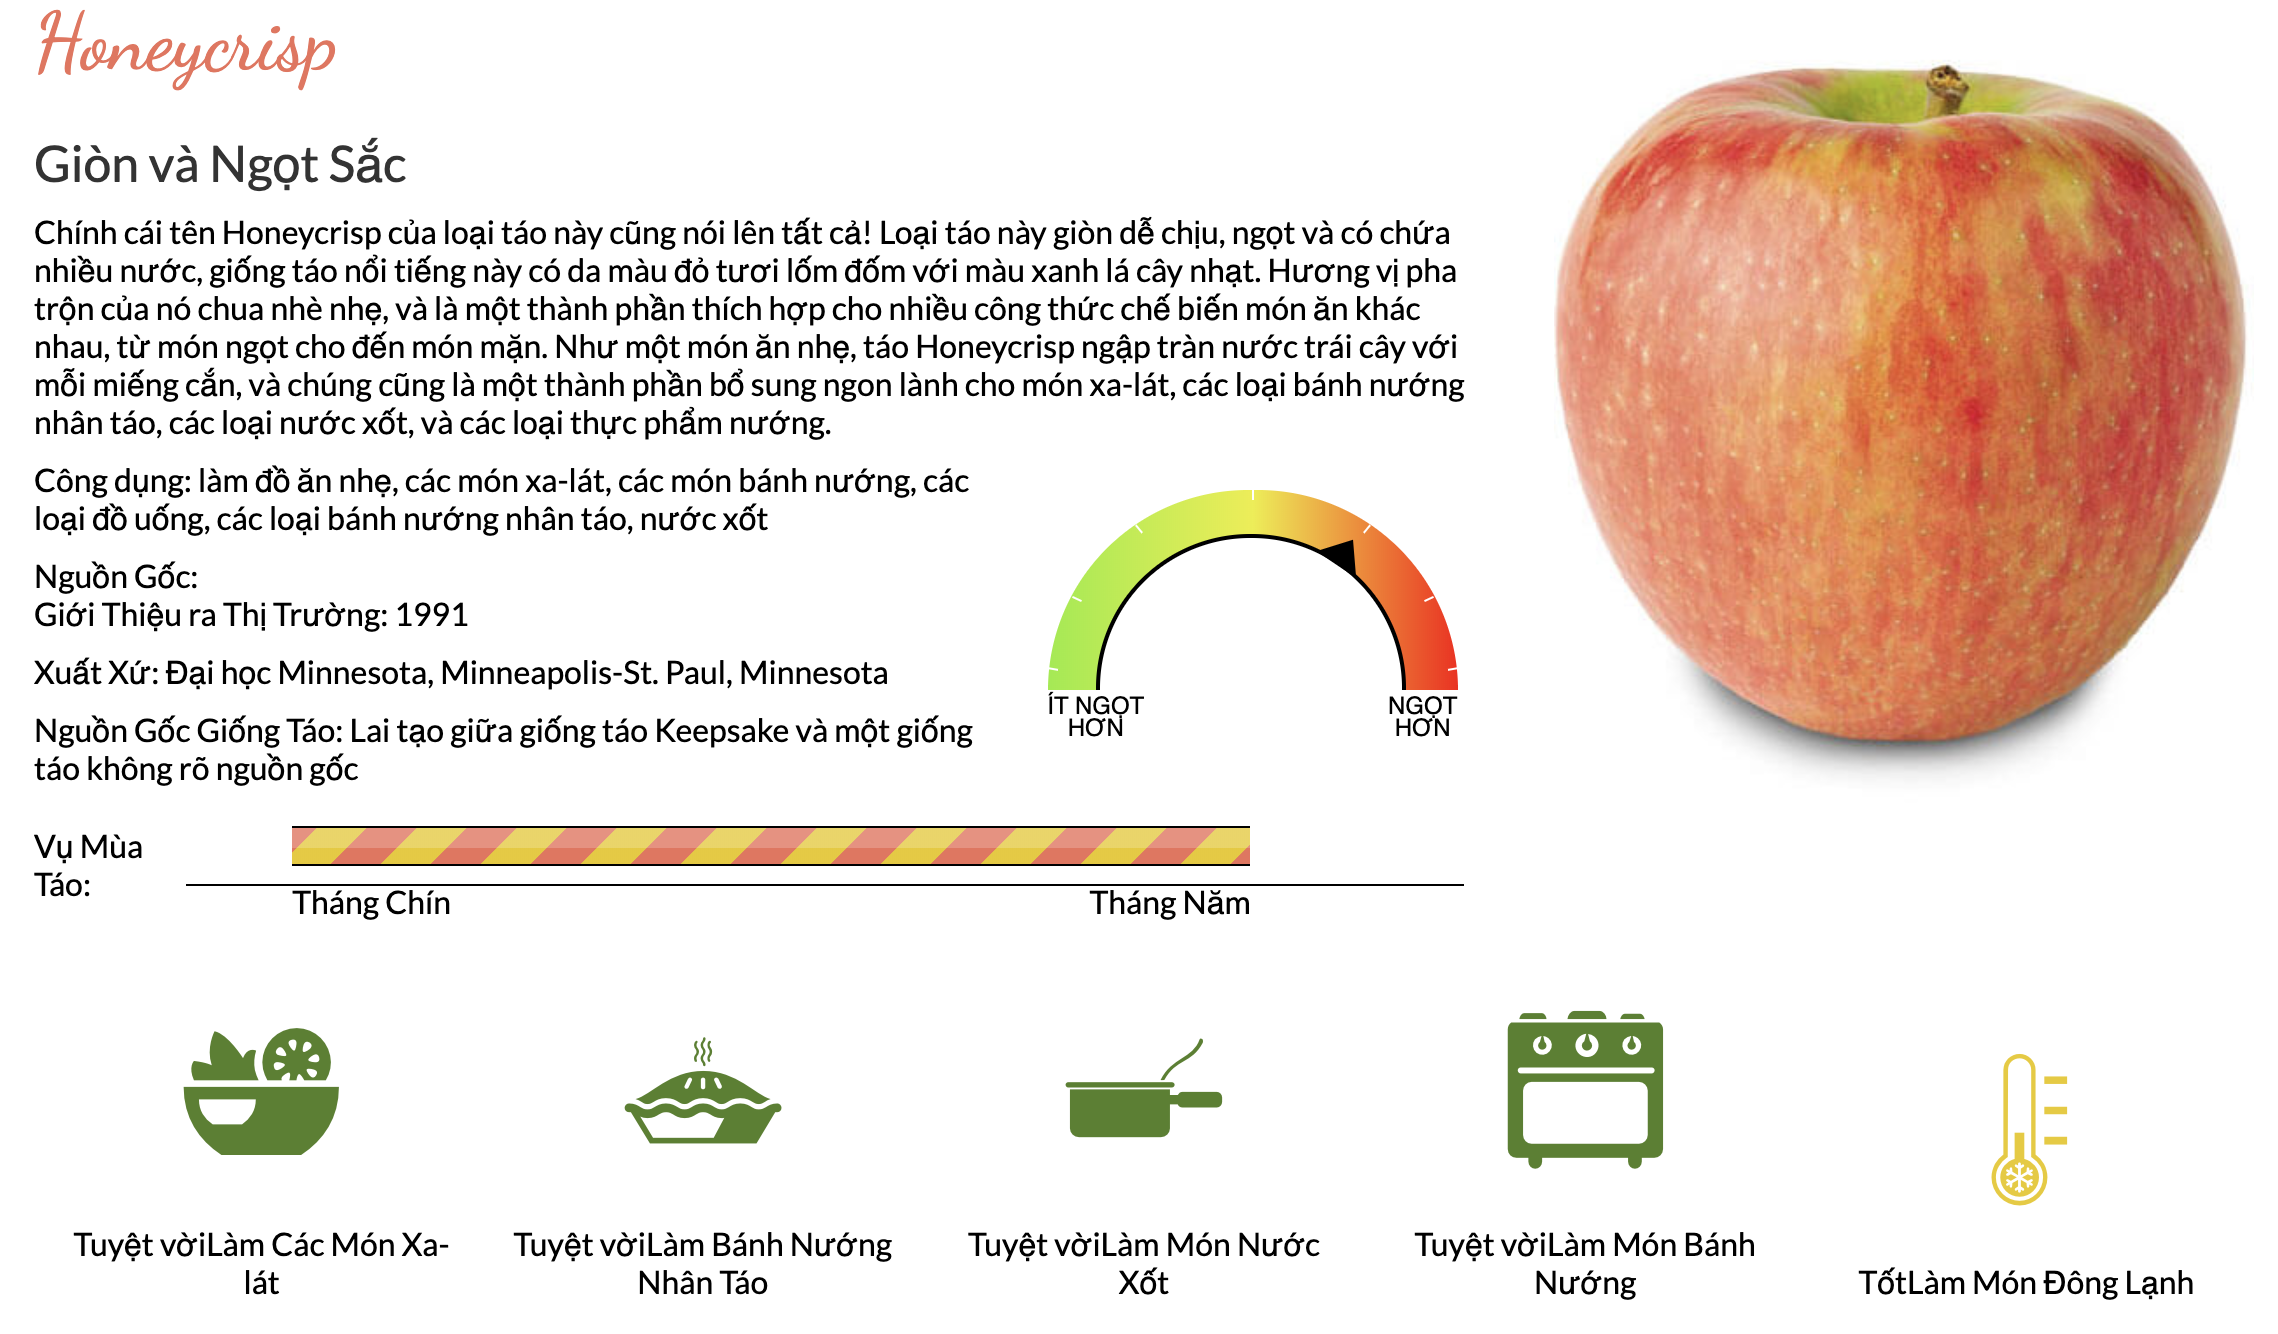 Honeycrisp
Giòn và Ngọt Sắc
Chính cái tên Honeycrisp của loại táo này cũng nói lên tất cả! Loại táo này giòn dễ chịu, ngọt và có chứa
nhiều nước, giống táo nổi tiếng này có da màu đỏ tươi lốm đốm với màu xanh lá cây nhạt. Hương vị pha
trộn của nó chua nhè nhẹ, và là một thành phần thích hợp cho nhiều công thức chế biến món ăn khác
nhau, từ món ngọt cho đến món mặn. Như một món ăn nhẹ, táo Honeycrisp ngập tràn nước trái cây với
mỗi miếng cắn, và chúng cũng là một thành phần bổ sung ngon lành cho món xa-lát, các loại bánh nướng
nhân táo, các loại nước xốt, và các loại thực phẩm nướng.
Công dụng: làm đồ ăn nhẹ, các món xa-lát, các món bánh nướng, các
loại đồ uống, các loại bánh nướng nhân táo, nước xốt
Nguồn Gốc:
Giới Thiệu ra Thị Trường: 1991
Xuất Xứ: Đại học Minnesota, Minneapolis-St. Paul, Minnesota
Nguồn Gốc Giống Táo: Lai tạo giữa giống táo Keepsake và một giống
táo không rõ nguồn gốc
ÍT NGỌT
HƠN
NGỌT
HƠN
Vụ Mùa
Táo:
Tháng Chín
Tháng Năm
Tuyệt vờiLàm Các Món Xa-
lát
Tuyệt vờiLàm Bánh Nướng
Nhân Táo
Tuyệt vờiLàm Món Nước
Xốt
Tuyệt vờiLàm Món Bánh
Nướng
TốtLàm Món Đông Lạnh